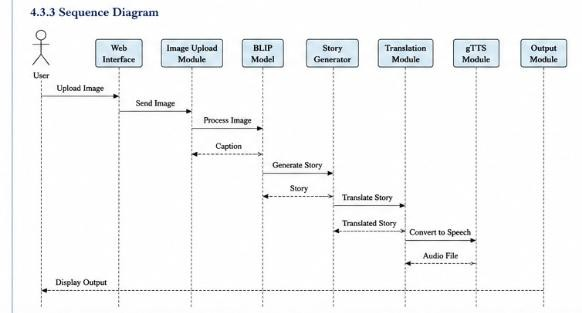 4.3.3 Sequence Diagram
Web
Interface
Image Upload
Module
BLIP
Model
Story
Generator
Translation
Module
gTTS
Module
Output
Module
User
Upload Image
Send Image
Process Image
Caption
Generate Story
Story
Translate Story
Translated Story
Convert to Speech
Audio File
Display Output